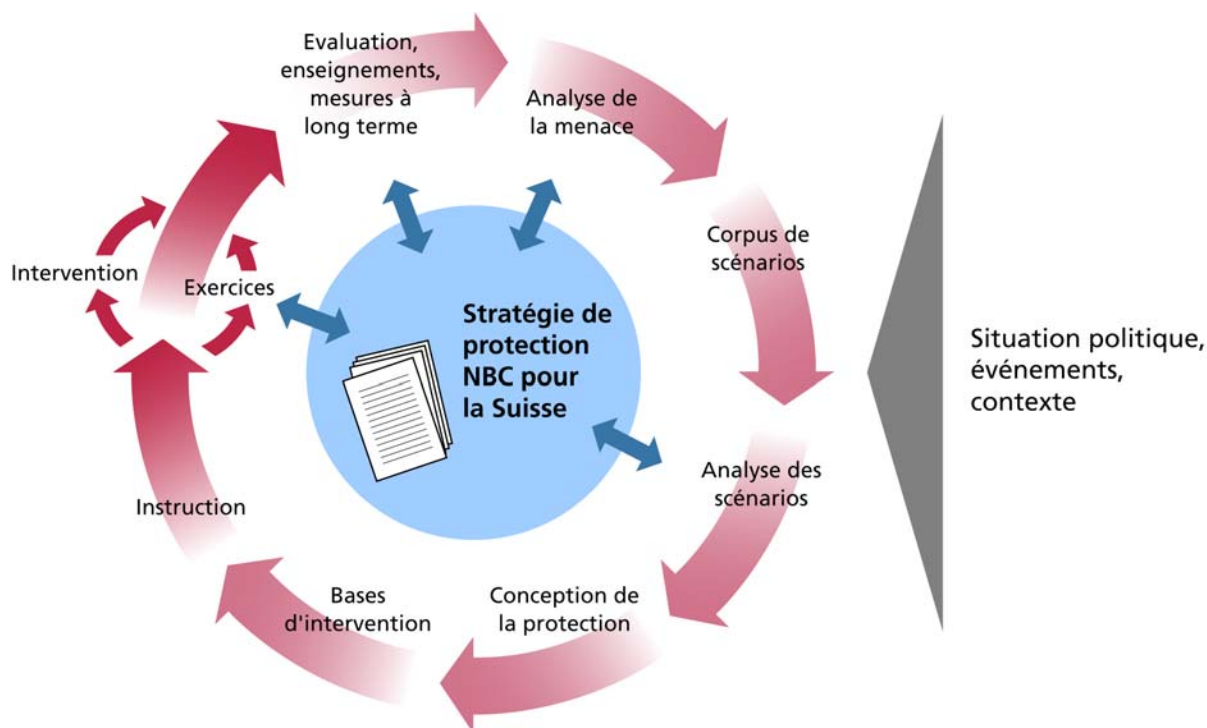 Evaluation,
enseignements,
mesures à
long terme
Analyse de
la menace
Corpus de
scénarios
Analyse des
scénarios
Conception de
la protection
Bases
d'intervention
Instruction
Intervention
Exercices
Stratégie de
protection
NBC pour
la Suisse
Situation politique,
événements,
contexte